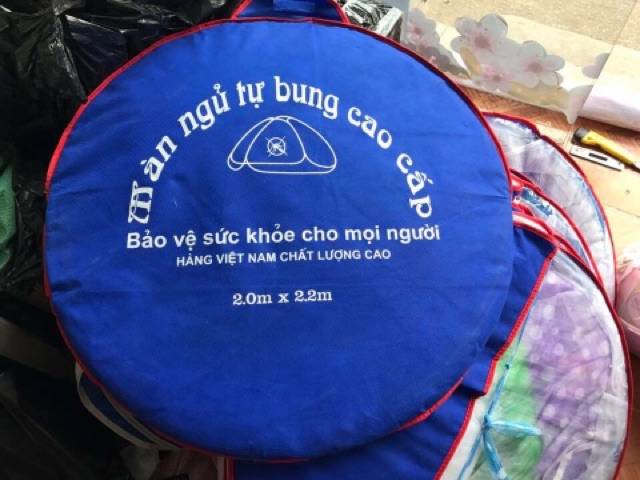 Màn ngủ tự bung cao cấp
Bảo vệ sức khỏe cho mọi người
HÀNG VIỆT NAM CHẤT LƯỢNG CAO
2.0m x 2.2m